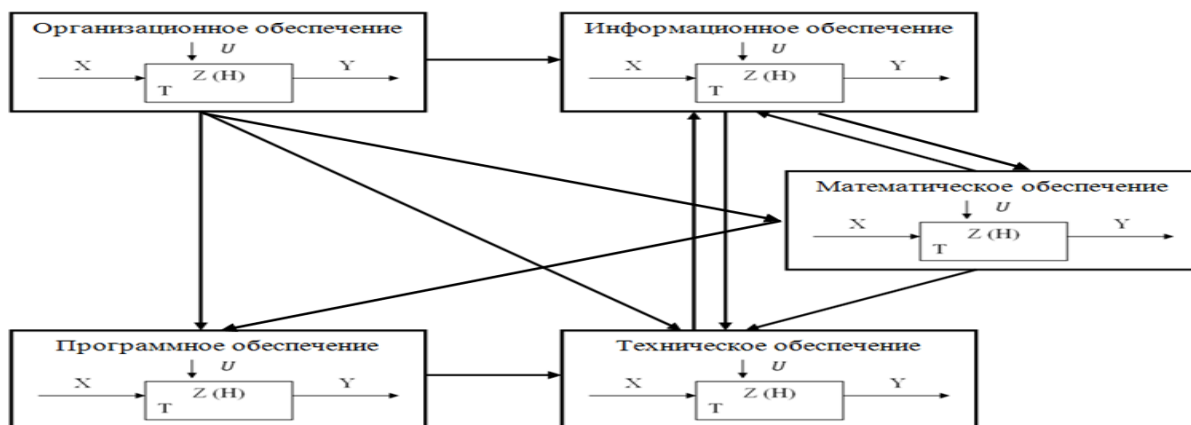 Организационное обеспечение
U
X
Z (H)
Y
T
Информационное обеспечение
U
X
Z (H)
Y
T
Математическое обеспечение
U
X
Z (H)
Y
T
Программное обеспечение
U
X
Z (H)
Y
T
Техническое обеспечение
U
X
Z (H)
Y
T